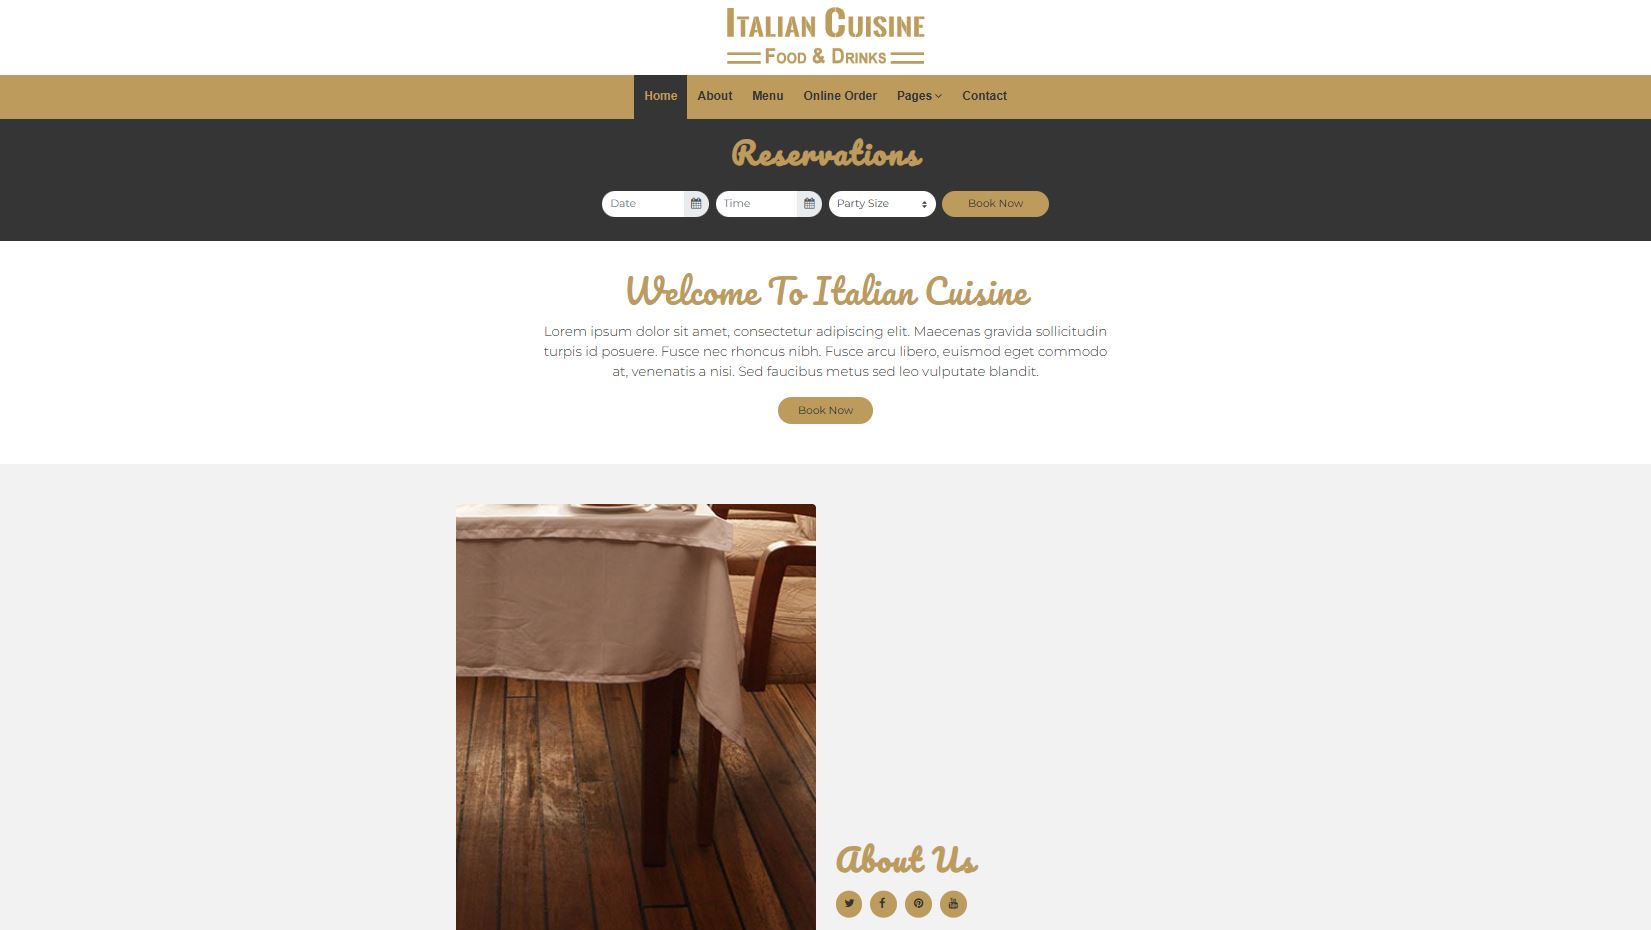 Italian Cuisine
Food & Drinks
Home About Menu Online Order Pages Contact
Reservations
Date Time Party Size Book Now
Welcome To Italian Cuisine
Lorem ipsum dolor sit amet, consectetur adipiscing elit. Maecenas gravida sollicitudin
turpis id posuere. Fusce nec rhoncus nibh. Fusce arcu libero, euismod eget commodo
at, venenatis a nisi. Sed faucibus metus sed leo vulputate blandit.
Book Now
About Us